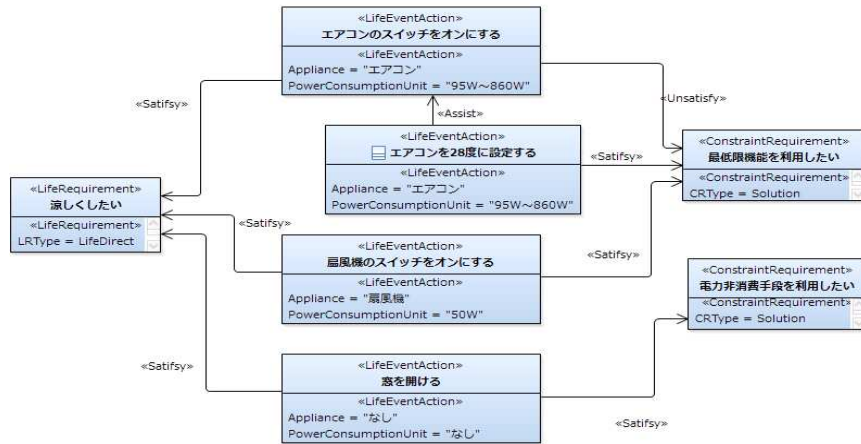 «LifeEventAction»
エアコンのスイッチをオンにする
«LifeEventAction»
Appliance = "エアコン"
PowerConsumptionUnit = "95W～860W"
«Satifsy»
«Unsatisfy»
«Assist»
«LifeEventAction»
エアコンを28度に設定する
«LifeEventAction»
Appliance = "エアコン"
PowerConsumptionUnit = "95W～860W"
«Satifsy»
«ConstraintRequirement»
最低限機能を利用したい
«ConstraintRequirement»
CRType = Solution
«LifeRequirement»
涼しくしたい
«LifeRequirement»
LRType = LifeDirect
«Satifsy»
«LifeEventAction»
扇風機のスイッチをオンにする
«LifeEventAction»
Appliance = "扇風機"
PowerConsumptionUnit = "50W"
«Satifsy»
«ConstraintRequirement»
電力非消費手段を利用したい
«ConstraintRequirement»
CRType = Solution
«Satifsy»
«LifeEventAction»
窓を開ける
«LifeEventAction»
Appliance = "なし"
PowerConsumptionUnit = "なし"
«Satifsy»